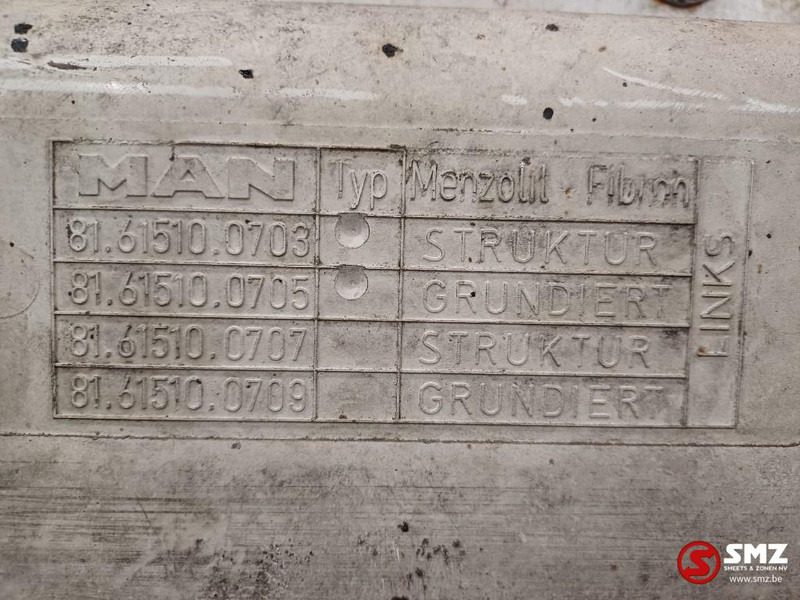 MAN Typ Menzolit - Fibron
81.61510.0703 STRUKTUR
81.61510.0705 GRUNDIERT
81.61510.0707 STRUKTUR
81.61510.0709 GRUNDIERT
LINKS
SMZ
SMEETS & ZONEN NV
www.smz.be